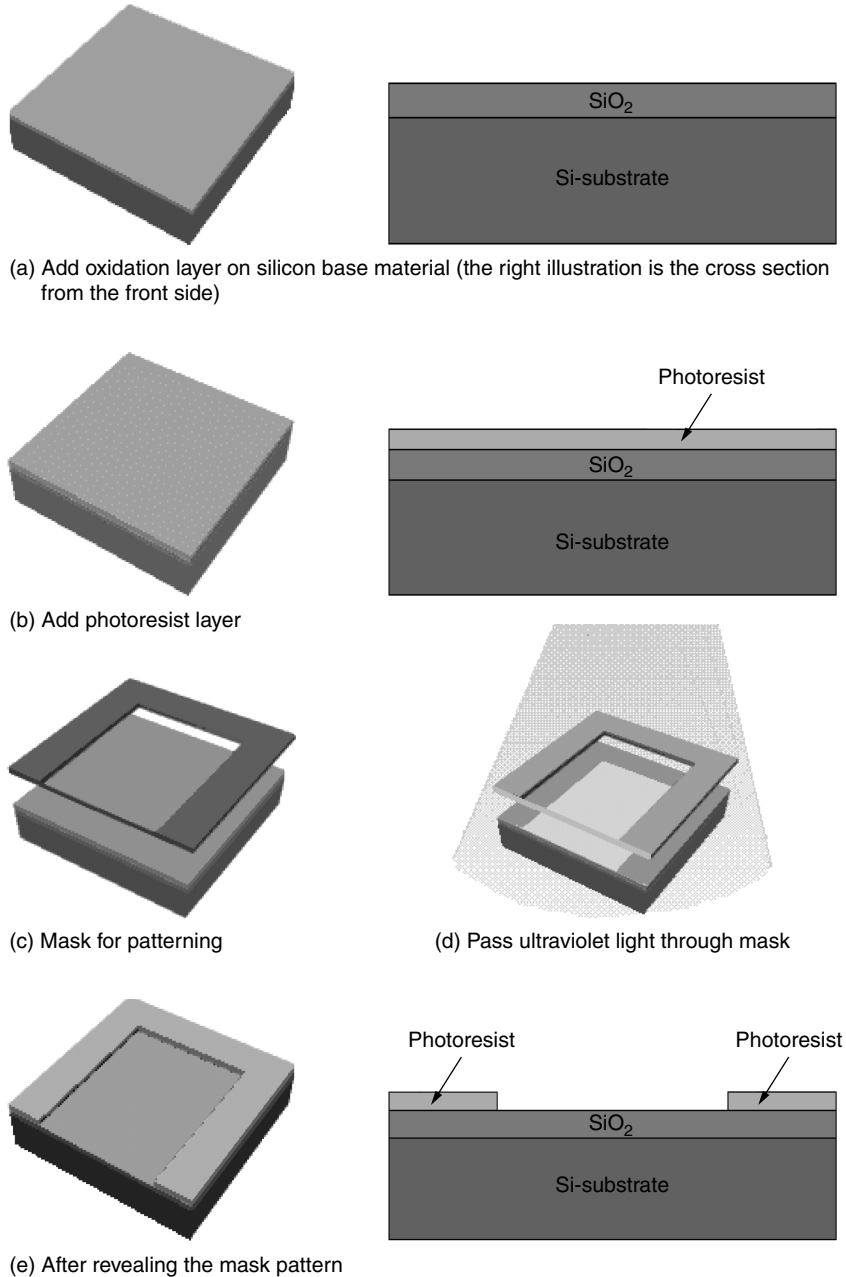 SiO2
Si-substrate
(a) Add oxidation layer on silicon base material (the right illustration is the cross section
from the front side)
Photoresist
SiO2
Si-substrate
(b) Add photoresist layer
(c) Mask for patterning
(d) Pass ultraviolet light through mask
Photoresist
Photoresist
SiO2
Si-substrate
(e) After revealing the mask pattern